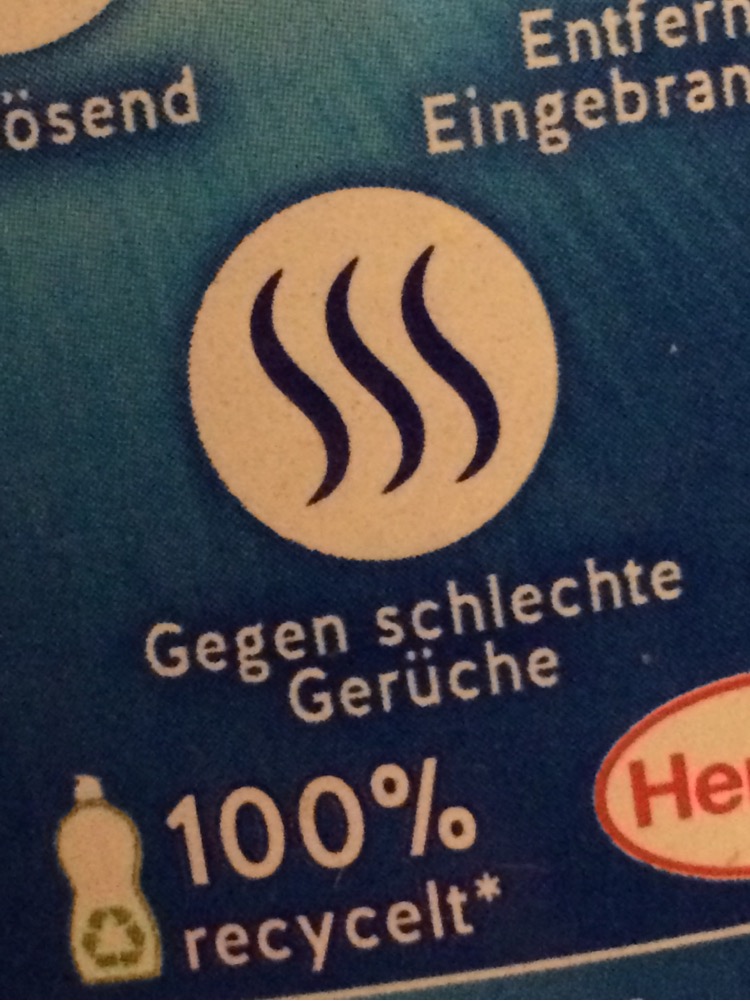 ösend
Entfern
Eingebran
Gegen schlechte
Gerüche
100%
recycelt*
He